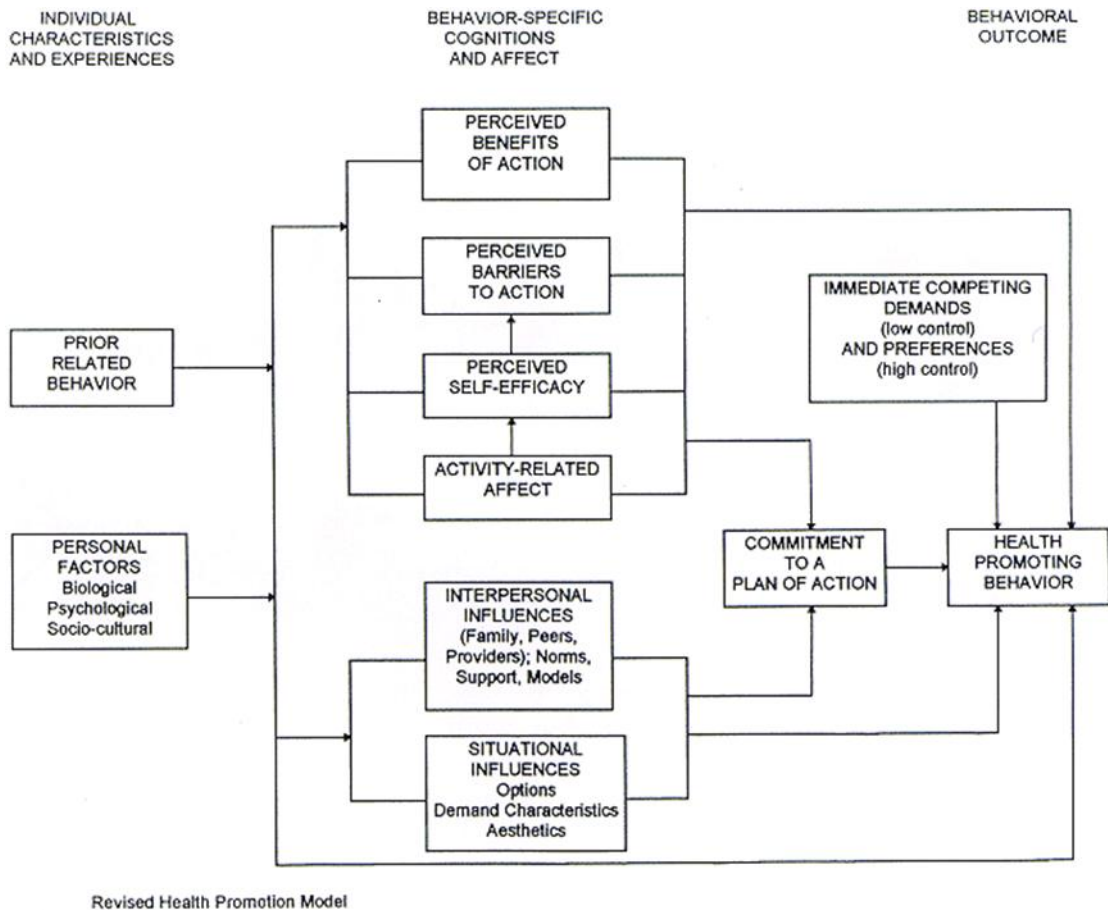 INDIVIDUAL
CHARACTERISTICS
AND EXPERIENCES
BEHAVIOR-SPECIFIC
COGNITIONS
AND AFFECT
BEHAVIORAL
OUTCOME
PERCEIVED
BENEFITS
OF ACTION
PERCEIVED
BARRIERS
TO ACTION
IMMEDIATE COMPETING
DEMANDS
(low control)
AND PREFERENCES
(high control)
PRIOR
RELATED
BEHAVIOR
PERCEIVED
SELF-EFFICACY
ACTIVITY-RELATED
AFFECT
PERSONAL
FACTORS
Biological
Psychological
Socio-cultural
COMMITMENT
TO A
PLAN OF ACTION
HEALTH
PROMOTING
BEHAVIOR
INTERPERSONAL
INFLUENCES
(Family, Peers,
Providers); Norms,
Support, Models
SITUATIONAL
INFLUENCES
Options
Demand Characteristics
Aesthetics
Revised Health Promotion Model